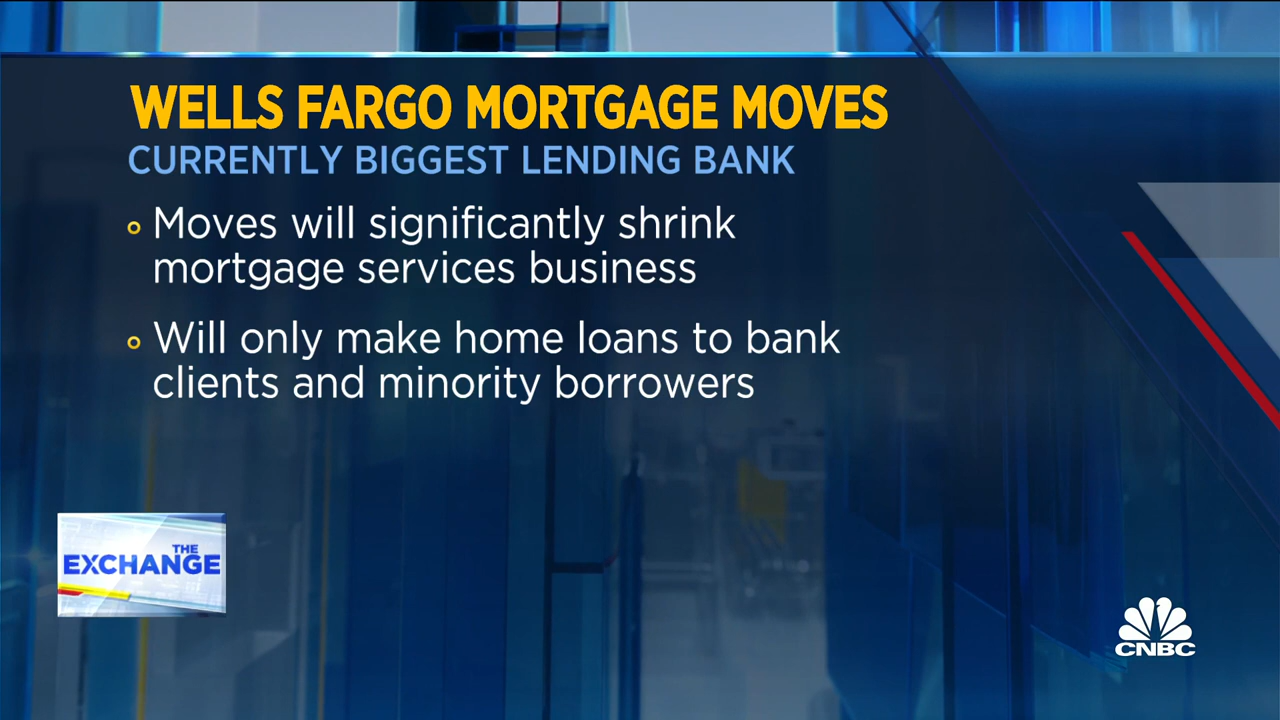 WELLS FARGO MORTGAGE MOVES
CURRENTLY BIGGEST LENDING BANK
Moves will significantly shrink
mortgage services business
Will only make home loans to bank
clients and minority borrowers
THE
EXCHANGE
CNBC